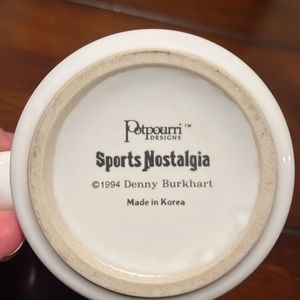 Potpourri™
DESIGNS
Sports Nostalgia
©1994 Denny Burkhart
Made in Korea